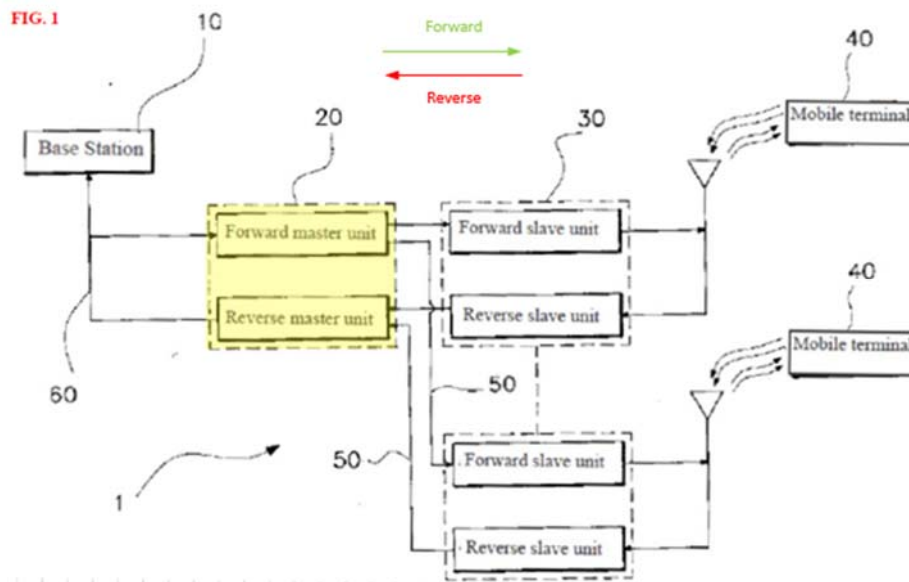 FIG. 1
Forward
Reverse
10
20
30
40
Base Station
Mobile terminal
Forward master unit
Forward slave unit
Reverse master unit
Reverse slave unit
40
Mobile terminal
60
50
50
Forward slave unit
1
Reverse slave unit